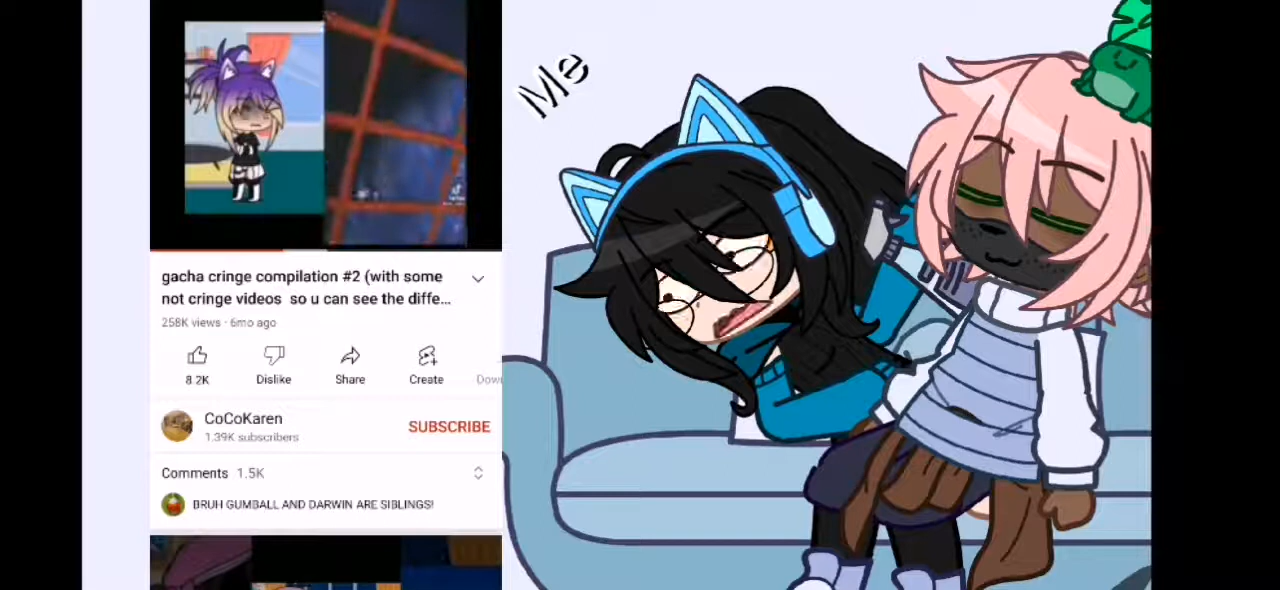 Me
gacha cringe compilation #2 (with some
not cringe videos so u can see the diffe...
258K views · 6mo ago
8.2K
Dislike
Share
Create
Dow
CoCoKaren
1.39K subscribers
SUBSCRIBE
Comments 1.5K
BRUH GUMBALL AND DARWIN ARE SIBLINGS!